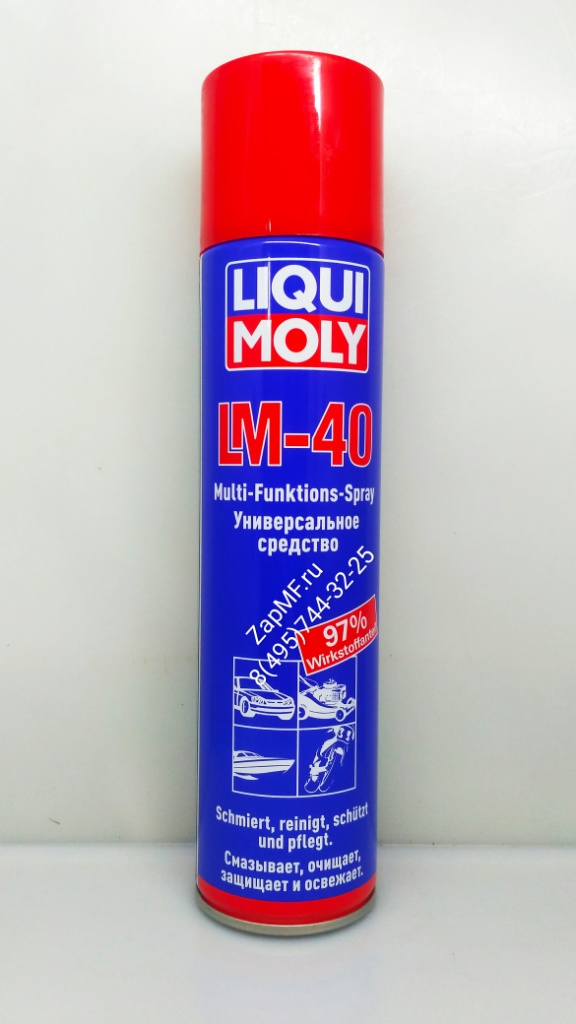 LIQUI
MOLY
LM-40
Multi-Funktions-Spray
Универсальное
средство
ZapMF.ru
8(495)744-32-25
97%
Wirkstoffanteil
Schmiert, reinigt, schützt
und pflegt.
Смазывает, очищает,
защищает и освежает.